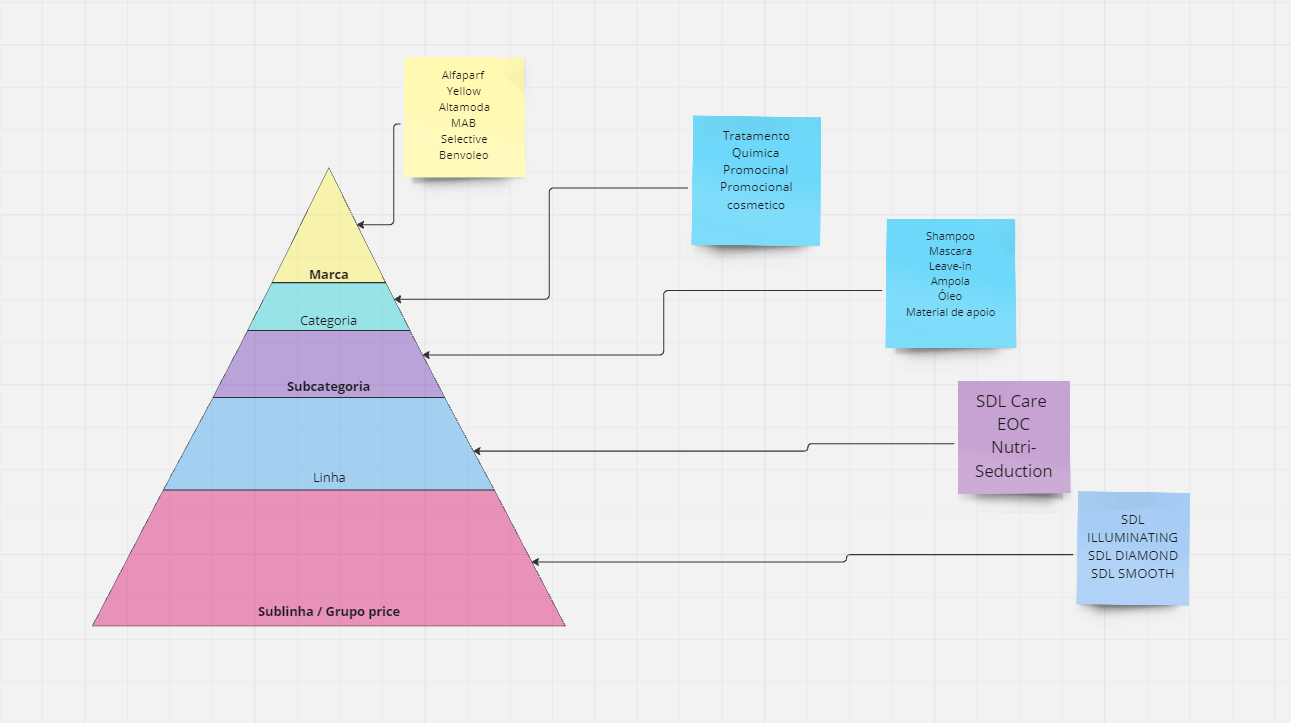 Alfaparf
Yellow
Altamoda
MAB
Selective
Benvoleo
Tratamento
Quimica
Promocinal
Promocional
cosmetico
Shampoo
Mascara
Leave-in
Ampola
Óleo
Material de apoio
SDL Care
EOC
Nutri-
Seduction
SDL
ILLUMINATING
SDL DIAMOND
SDL SMOOTH
Marca
Categoria
Subcategoria
Linha
Sublinha / Grupo price